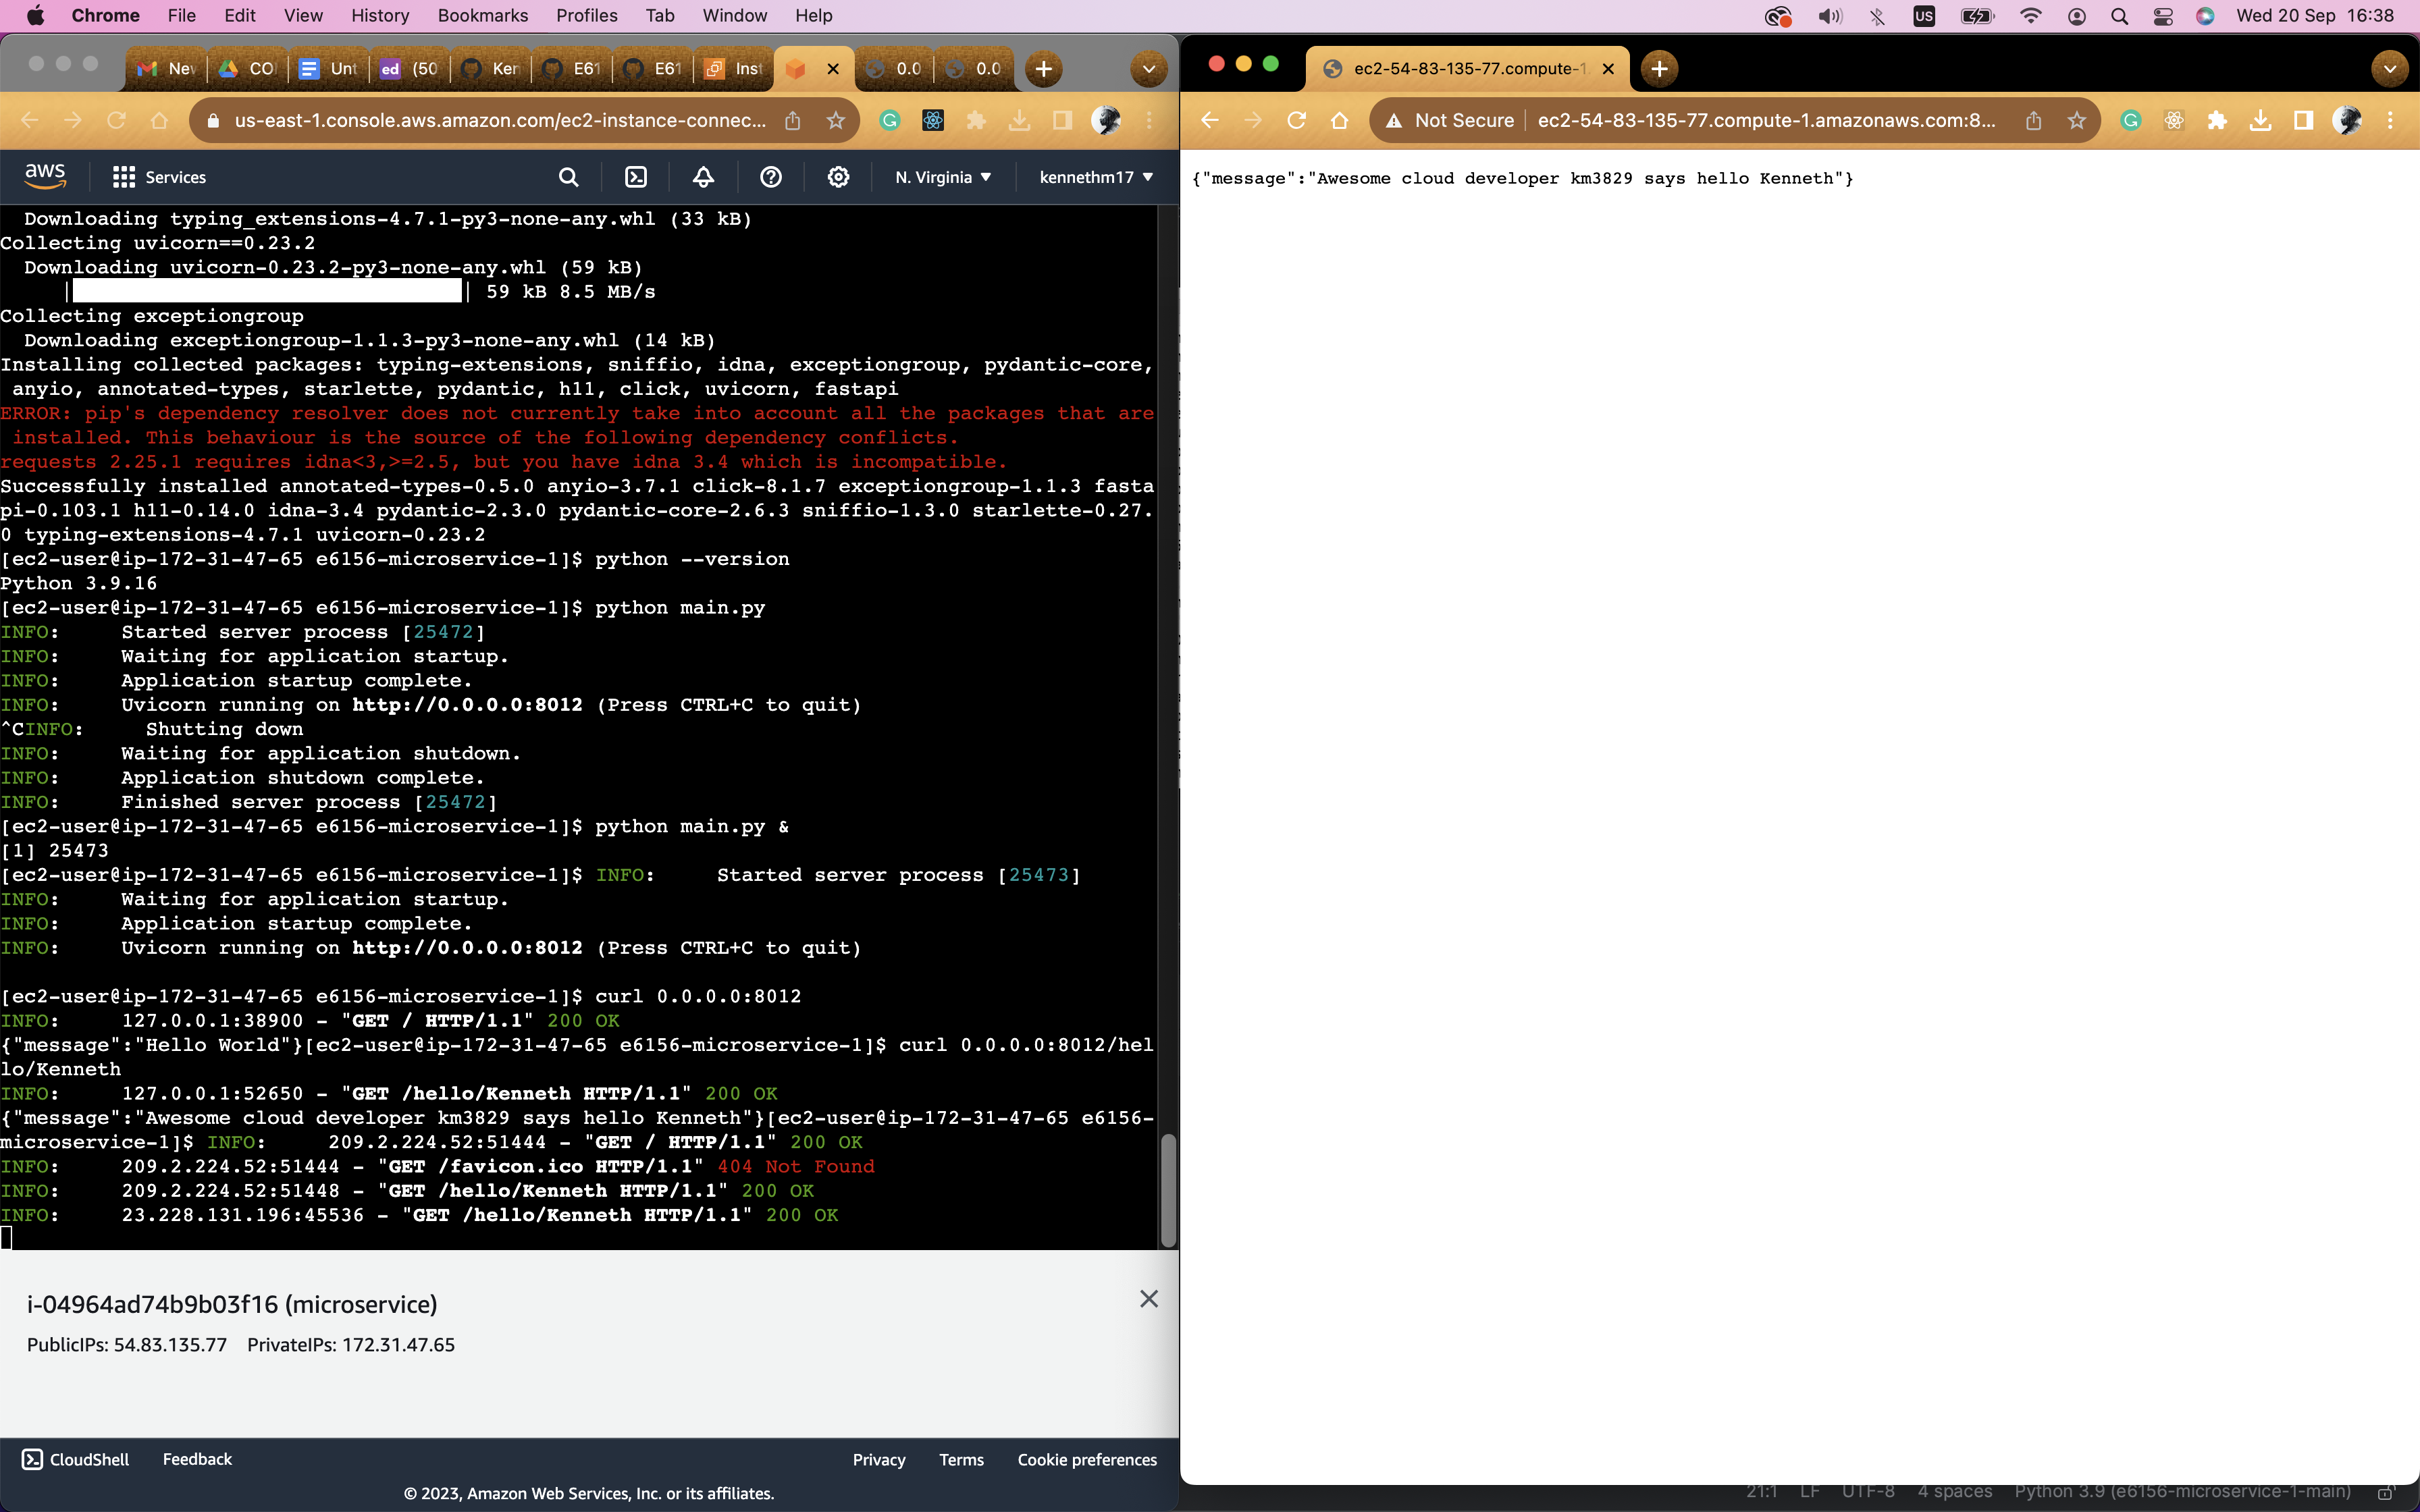 Chrome File Edit View History Bookmarks Profiles Tab Window Help
US
Wed 20 Sep 16:38
Nev
CO
Unt
ed (50
Ker
E61
E61
Inst
0.0
0.0
us-east-1.console.aws.amazon.com/ec2-instance-connec...
aws Services N. Virginia kennethm17
Downloading typing_extensions-4.7.1-py3-none-any.whl (33 kB)
Collecting uvicorn==0.23.2
Downloading uvicorn-0.23.2-py3-none-any.whl (59 kB)
| | 59 kB 8.5 MB/s
Collecting exceptiongroup
Downloading exceptiongroup-1.1.3-py3-none-any.whl (14 kB)
Installing collected packages: typing-extensions, sniffio, idna, exceptiongroup, pydantic-core,
anyio, annotated-types, starlette, pydantic, h11, click, uvicorn, fastapi
ERROR: pip's dependency resolver does not currently take into account all the packages that are
installed. This behaviour is the source of the following dependency conflicts.
requests 2.25.1 requires idna<3,>=2.5, but you have idna 3.4 which is incompatible.
Successfully installed annotated-types-0.5.0 anyio-3.7.1 click-8.1.7 exceptiongroup-1.1.3 fasta
pi-0.103.1 h11-0.14.0 idna-3.4 pydantic-2.3.0 pydantic-core-2.6.3 sniffio-1.3.0 starlette-0.27.
0 typing-extensions-4.7.1 uvicorn-0.23.2
[ec2-user@ip-172-31-47-65 e6156-microservice-1]$ python --version
Python 3.9.16
[ec2-user@ip-172-31-47-65 e6156-microservice-1]$ python main.py
INFO: Started server process [25472]
INFO: Waiting for application startup.
INFO: Application startup complete.
INFO: Uvicorn running on http://0.0.0.0:8012 (Press CTRL+C to quit)
^CINFO: Shutting down
INFO: Waiting for application shutdown.
INFO: Application shutdown complete.
INFO: Finished server process [25472]
[ec2-user@ip-172-31-47-65 e6156-microservice-1]$ python main.py &
[1] 25473
[ec2-user@ip-172-31-47-65 e6156-microservice-1]$ INFO: Started server process [25473]
INFO: Waiting for application startup.
INFO: Application startup complete.
INFO: Uvicorn running on http://0.0.0.0:8012 (Press CTRL+C to quit)
[ec2-user@ip-172-31-47-65 e6156-microservice-1]$ curl 0.0.0.0:8012
INFO: 127.0.0.1:38900 - "GET / HTTP/1.1" 200 OK
{"message":"Hello World"}[ec2-user@ip-172-31-47-65 e6156-microservice-1]$ curl 0.0.0.0:8012/hel
lo/Kenneth
INFO: 127.0.0.1:52650 - "GET /hello/Kenneth HTTP/1.1" 200 OK
{"message":"Awesome cloud developer km3829 says hello Kenneth"}[ec2-user@ip-172-31-47-65 e6156-
microservice-1]$ INFO: 209.2.224.52:51444 - "GET / HTTP/1.1" 200 OK
INFO: 209.2.224.52:51444 - "GET /favicon.ico HTTP/1.1" 404 Not Found
INFO: 209.2.224.52:51448 - "GET /hello/Kenneth HTTP/1.1" 200 OK
INFO: 23.228.131.196:45536 - "GET /hello/Kenneth HTTP/1.1" 200 OK
i-04964ad74b9b03f16 (microservice)
PublicIPs: 54.83.135.77 PrivateIPs: 172.31.47.65
CloudShell Feedback Privacy Terms Cookie preferences
© 2023, Amazon Web Services, Inc. or its affiliates.
ec2-54-83-135-77.compute-1.
Not Secure ec2-54-83-135-77.compute-1.amazonaws.com:8...
{"message":"Awesome cloud developer km3829 says hello Kenneth"}
21:1 LF UTF-8 4 spaces Python 3.9 (e6156-microservice-1-main)